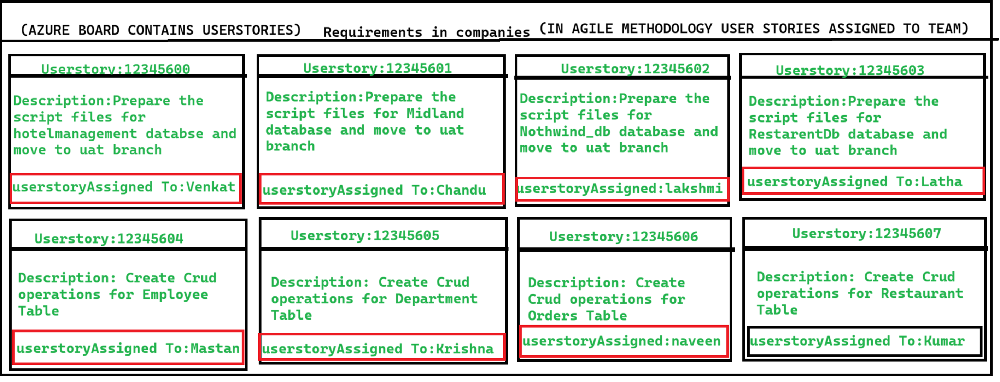 (AZURE BOARD CONTAINS USERSTORIES) Requirements in companies (IN AGILE METHODOLOGY USER STORIES ASSIGNED TO TEAM)
Userstory:12345600
Description:Prepare the
script files for
hotelmanagement databse and
move to uat branch
userstoryAssigned To:Venkat
Userstory:12345601
Description:Prepare the
script files for Midland
database and move to uat
branch
userstoryAssigned To:Chandu
Userstory:12345602
Description:Prepare the
script files for
Nothwind_db database and
move to uat branch
userstoryAssigned:lakshmi
Userstory:12345603
Description:Prepare the
script files for
RestarentDb database and
move to uat branch
userstoryAssigned To:Latha
Userstory:12345604
Description: Create Crud
operations for Employee
Table
userstoryAssigned To:Mastan
Userstory:12345605
Description: Create Crud
operations for Department
Table
userstoryAssigned To:Krishna
Userstory:12345606
Description: Create
Crud operations for
Orders Table
userstoryAssigned:naveen
Userstory:12345607
Description: Create Crud
operations for Restaurant
Table
userstoryAssigned To:Kumar